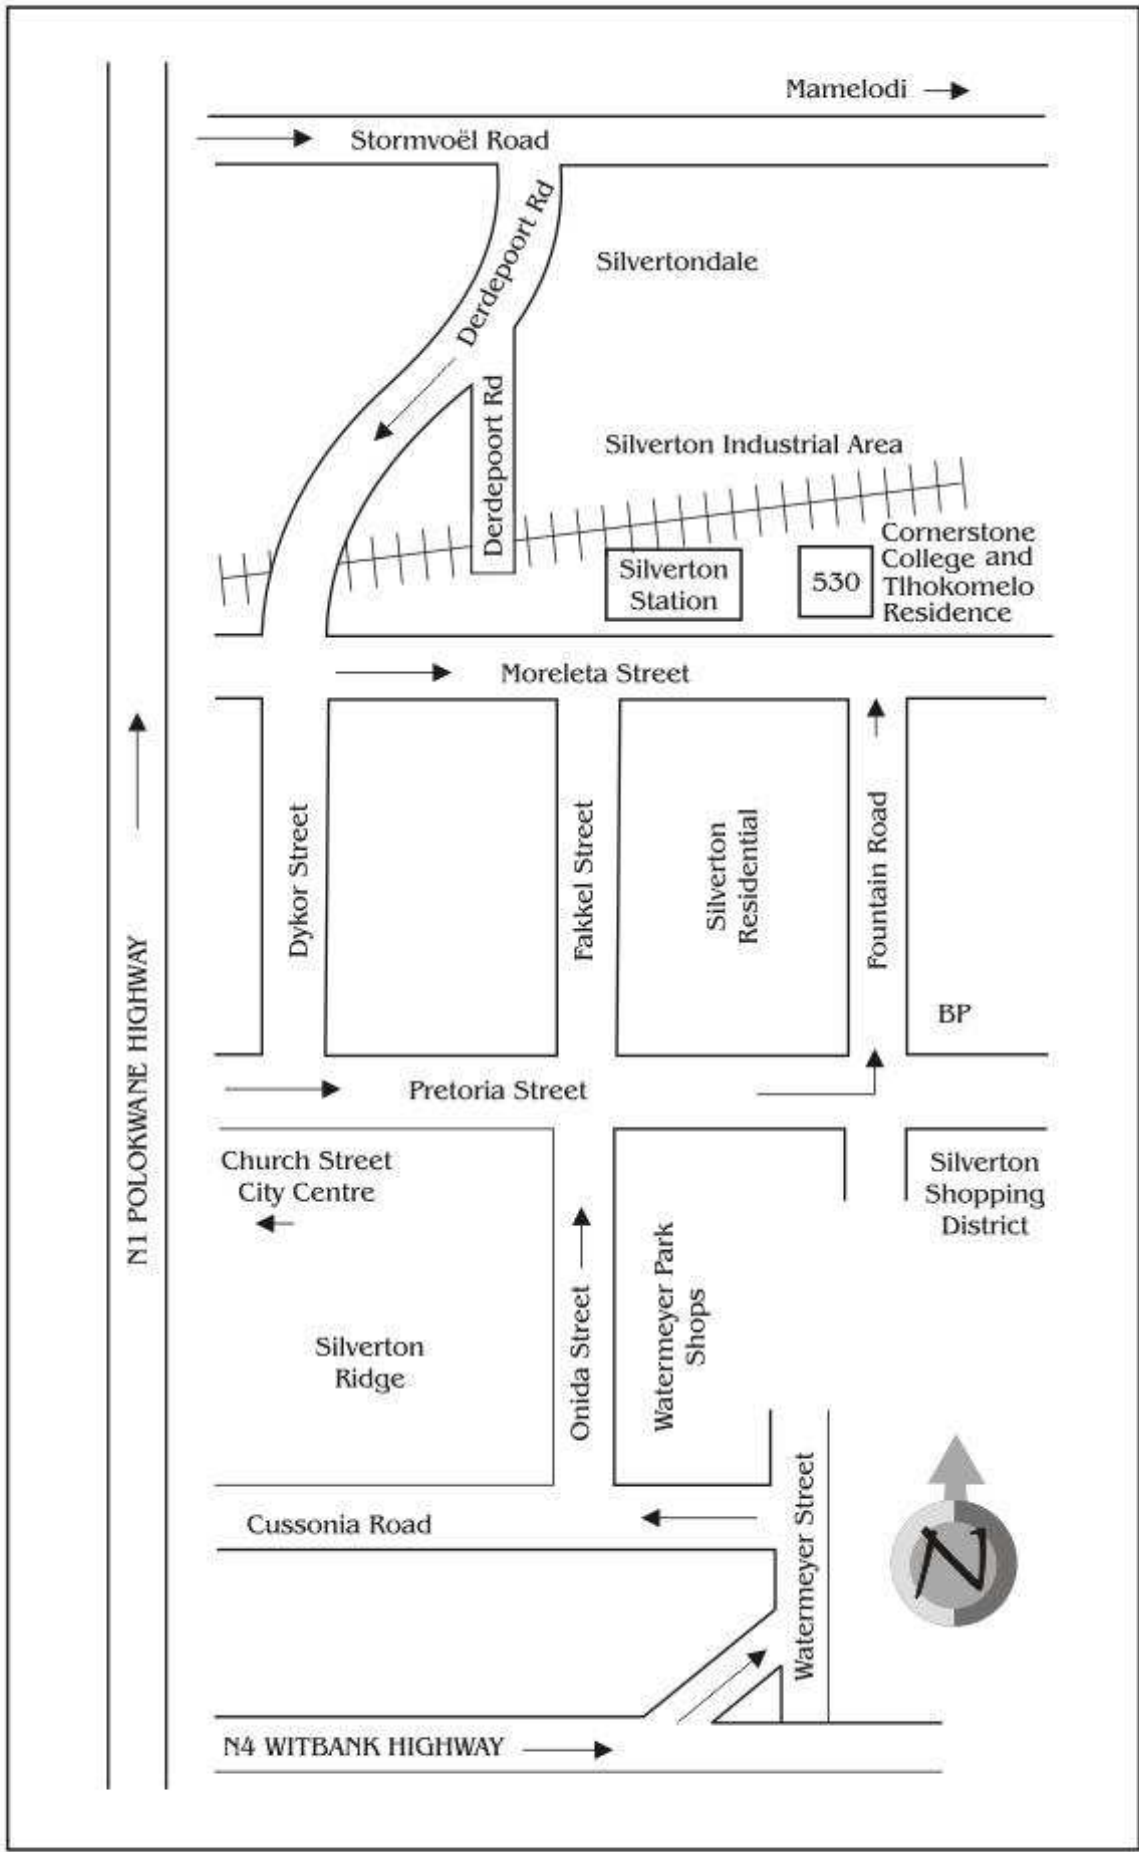 Mamelodi
Stormvoël Road
Derdepoort Rd
Silvertondale
Derdepoort Rd
Silverton Industrial Area
Silverton
Station
530
Cornerstone
College and
Tlhokomelo
Residence
Moreleta Street
Dykor Street
Fakkel Street
Silverton
Residential
Fountain Road
BP
N1 POLOKWANE HIGHWAY
Pretoria Street
Church Street
City Centre
Silverton
Shopping
District
Silverton
Ridge
Onida Street
Watermeyer Park
Shops
Cussonia Road
Watermeyer Street
N
N4 WITBANK HIGHWAY